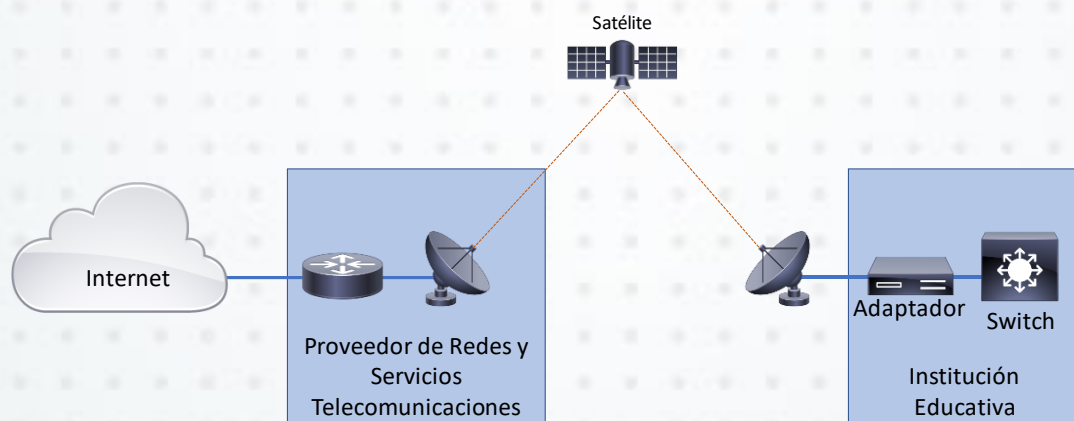 Satélite
Internet
Proveedor de Redes y
Servicios
Telecomunicaciones
Adaptador
Switch
Institución
Educativa